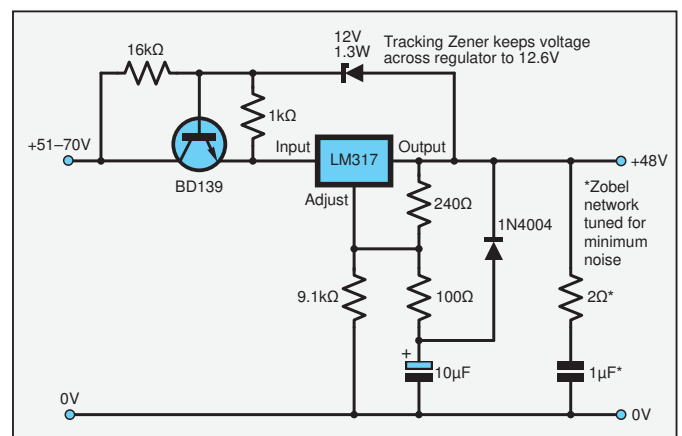 16kΩ
12V
1.3W
Tracking Zener keeps voltage
across regulator to 12.6V
1kΩ
+51–70V
Input
LM317
Output
+48V
BD139
Adjust
240Ω
1N4004
*Zobel
network
tuned for
minimum
noise
9.1kΩ
100Ω
2Ω*
+
10µF
1µF*
0V
0V